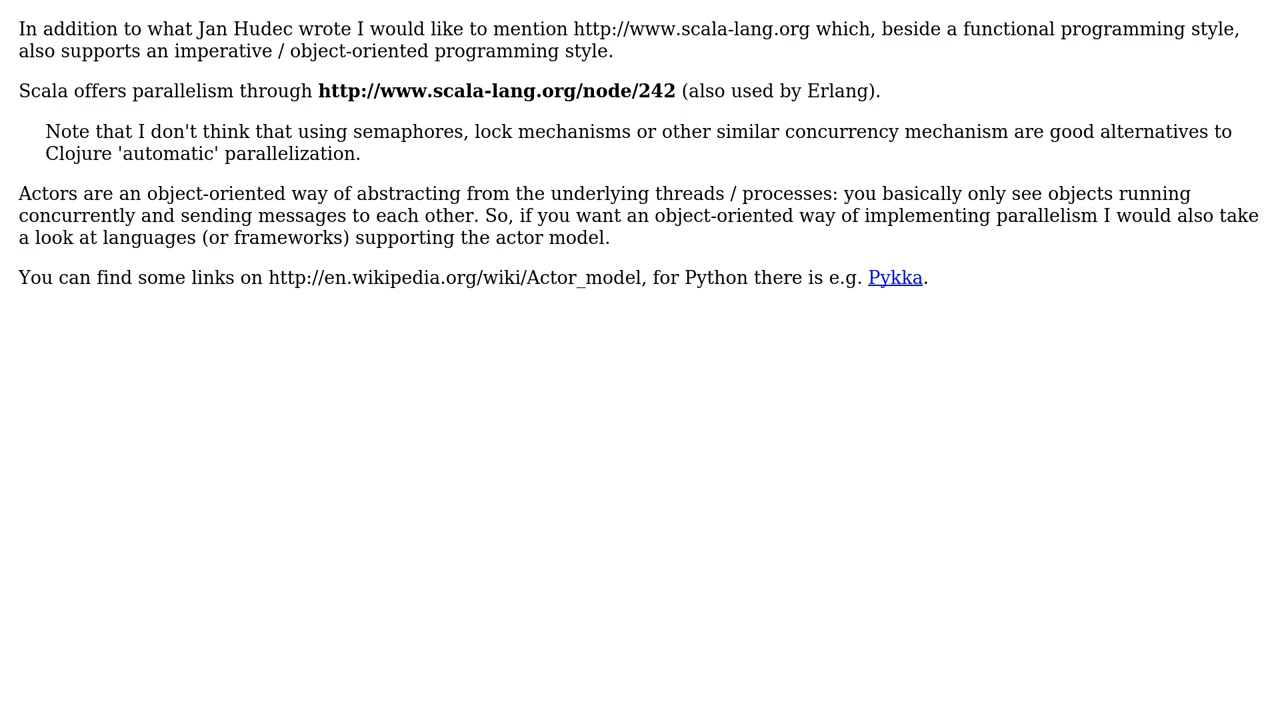 In addition to what Jan Hudec wrote I would like to mention http://www.scala-lang.org which, beside a functional programming style,
also supports an imperative / object-oriented programming style.
Scala offers parallelism through http://www.scala-lang.org/node/242 (also used by Erlang).
Note that I don't think that using semaphores, lock mechanisms or other similar concurrency mechanism are good alternatives to
Clojure 'automatic' parallelization.
Actors are an object-oriented way of abstracting from the underlying threads / processes: you basically only see objects running
concurrently and sending messages to each other. So, if you want an object-oriented way of implementing parallelism I would also take
a look at languages (or frameworks) supporting the actor model.
You can find some links on http://en.wikipedia.org/wiki/Actor_model, for Python there is e.g. Pykka.